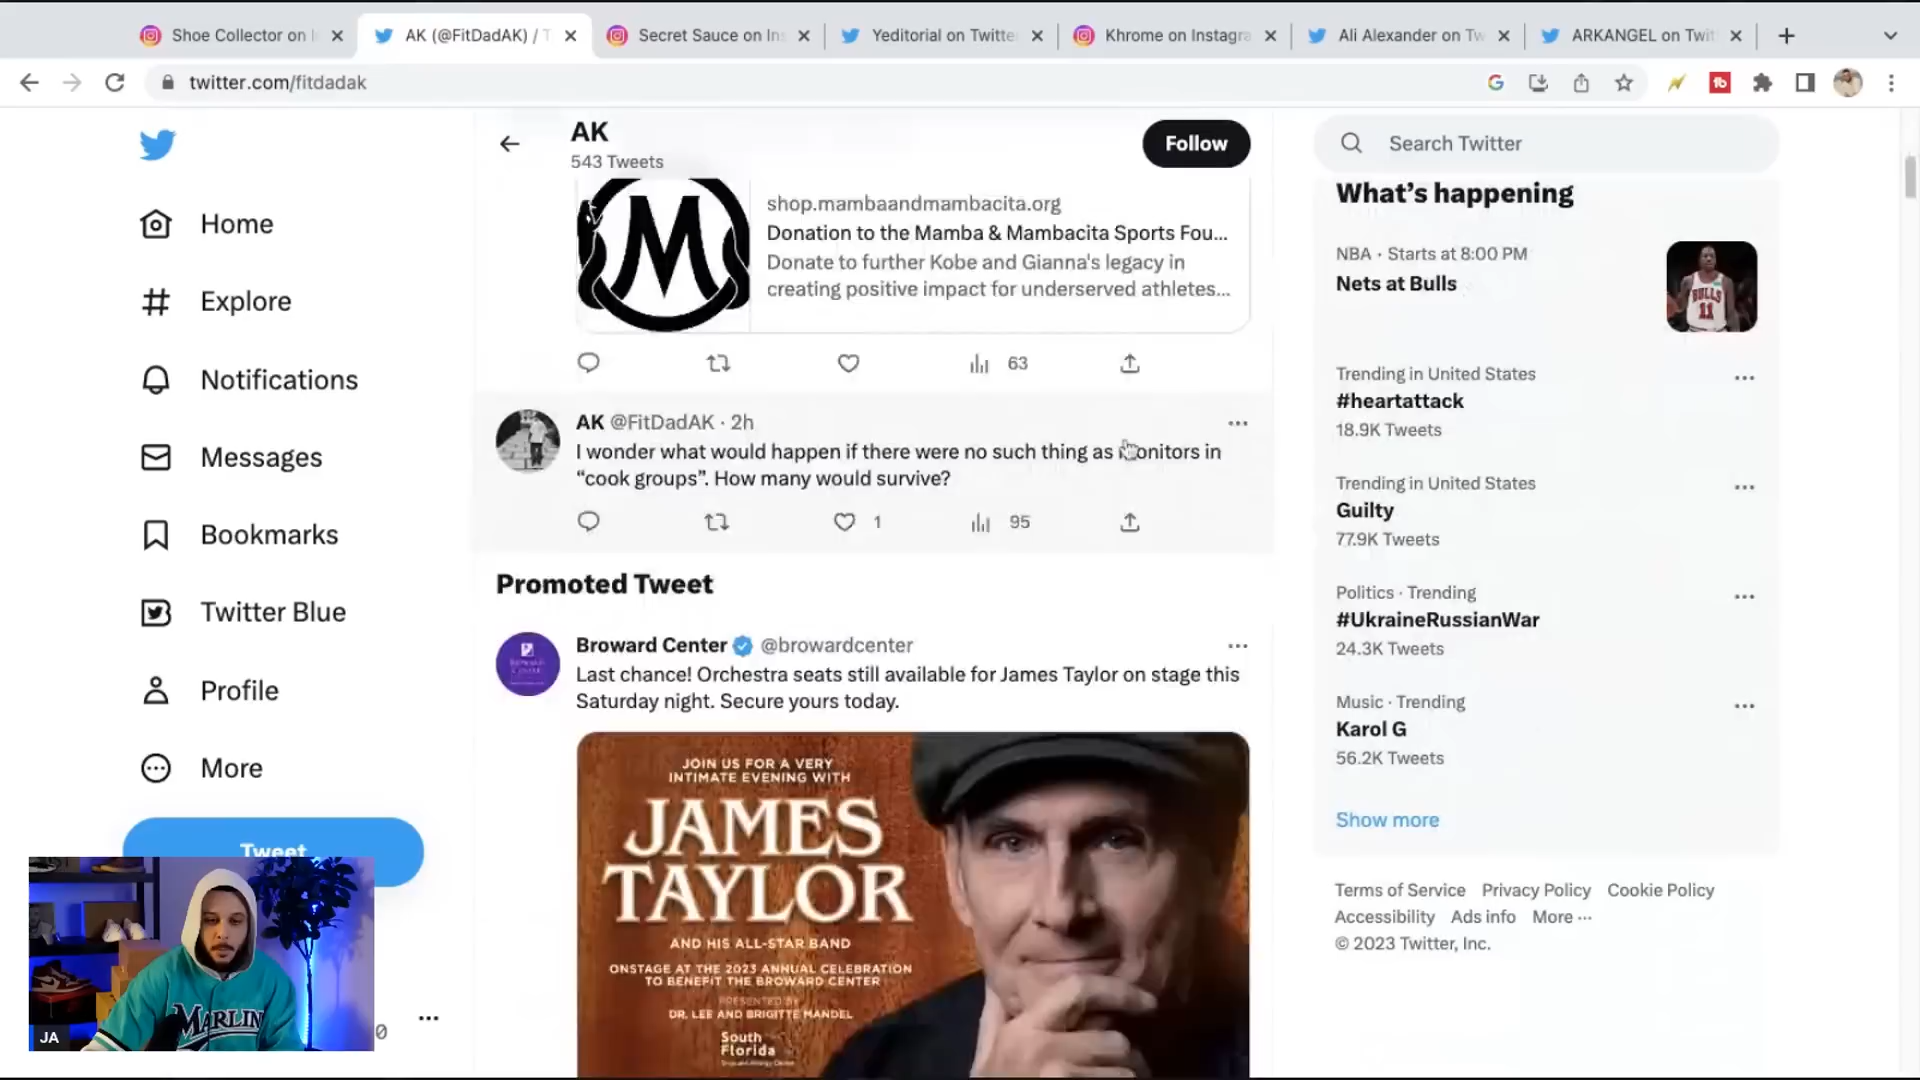 Shoe Collector on I
AK (@FitDadAK) / T
Secret Sauce on Ins
Yeditorial on Twitte
Khrome on Instagra
Ali Alexander on Tw
ARKANGEL on Twit
twitter.com/fitdadak
Home
Explore
Notifications
Messages
Bookmarks
Twitter Blue
Profile
More
Tweet
AK
543 Tweets
Follow
M
shop.mambaandmambacita.org
Donation to the Mamba & Mambacita Sports Fou...
Donate to further Kobe and Gianna's legacy in
creating positive impact for underserved athletes...
63
AK @FitDadAK · 2h
I wonder what would happen if there were no such thing as monitors in
“cook groups”. How many would survive?
1
95
Promoted Tweet
Broward Center @browardcenter
Last chance! Orchestra seats still available for James Taylor on stage this
Saturday night. Secure yours today.
JOIN US FOR A VERY
INTIMATE EVENING WITH
JAMES
TAYLOR
AND HIS ALL-STAR BAND
ONSTAGE AT THE 2023 ANNUAL CELEBRATION
TO BENEFIT THE BROWARD CENTER
PRESENTED BY
DR. LEE AND BRIGITTE MANDEL
South
Florida
Search Twitter
What’s happening
NBA · Starts at 8:00 PM
Nets at Bulls
BULLS
11
Trending in United States
#heartattack
18.9K Tweets
Trending in United States
Guilty
77.9K Tweets
Politics · Trending
#UkraineRussianWar
24.3K Tweets
Music · Trending
Karol G
56.2K Tweets
Show more
Terms of Service Privacy Policy Cookie Policy
Accessibility Ads info More ···
© 2023 Twitter, Inc.
MARLIN
JA
0